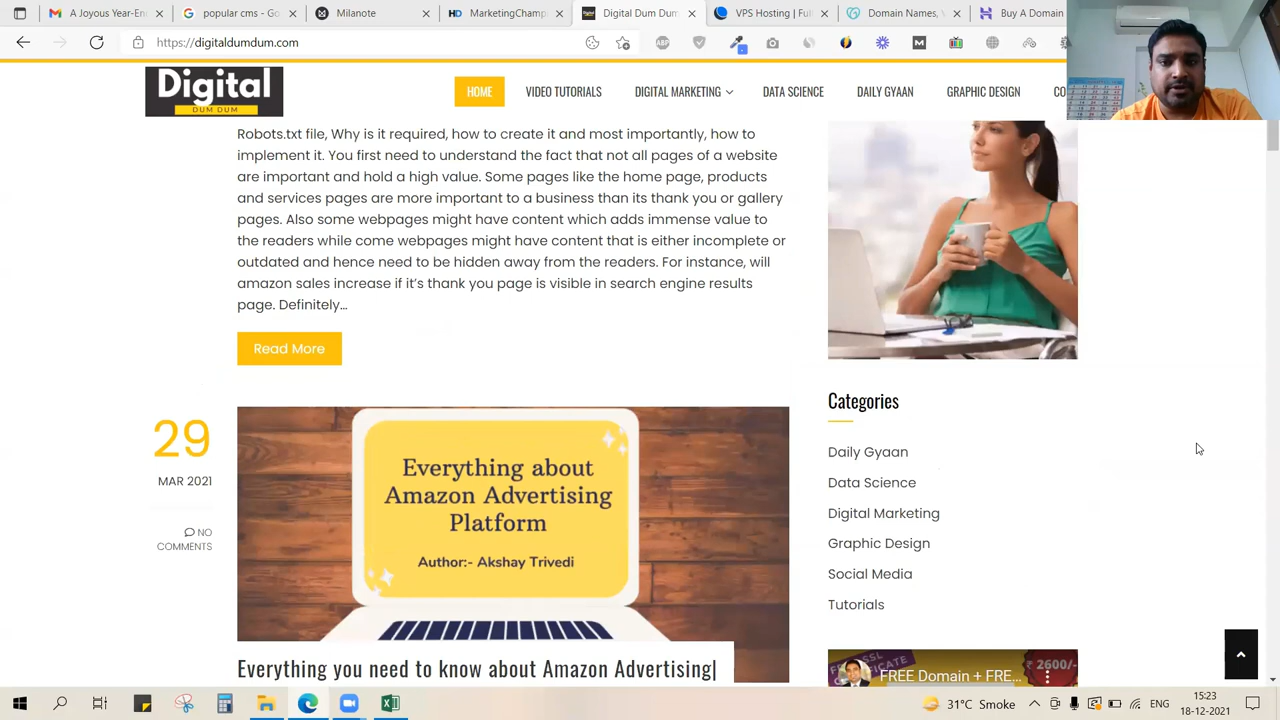 A Joyous Year-En
popular cms - G
Milanote
MarketingChamp
Digital Dum Dum
VPS Hosting | Ful
Domain Names, V
Buy A Domain
https://digitaldumdum.com
Digital
DUM DUM
HOME
VIDEO TUTORIALS
DIGITAL MARKETING
DATA SCIENCE
DAILY GYAAN
GRAPHIC DESIGN
CO
Robots.txt file, Why is it required, how to create it and most importantly, how to
implement it. You first need to understand the fact that not all pages of a website
are important and hold a high value. Some pages like the home page, products
and services pages are more important to a business than its thank you or gallery
pages. Also some webpages might have content which adds immense value to
the readers while come webpages might have content that is either incomplete or
outdated and hence need to be hidden away from the readers. For instance, will
amazon sales increase if it's thank you page is visible in search engine results
page. Definitely...
Read More
29
MAR 2021
NO
COMMENTS
Everything about
Amazon Advertising
Platform
Author:- Akshay Trivedi
Everything you need to know about Amazon Advertising|
Categories
Daily Gyaan
Data Science
Digital Marketing
Graphic Design
Social Media
Tutorials
FREE Domain + FRE...
₹ 2600/-
31°C Smoke
ENG
15:23
18-12-2021